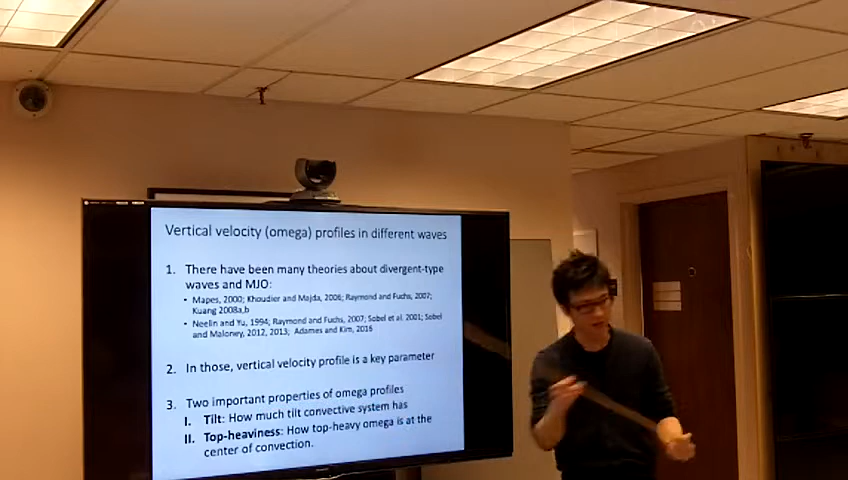 Vertical velocity (omega) profiles in different waves
1. There have been many theories about divergent-type
waves and MJO:
• Mapes, 2000; Khoudier and Majda, 2006; Raymond and Fuchs, 2007;
Kuang 2008a,b
• Neelin and Yu, 1994; Raymond and Fuchs, 2007; Sobel et al. 2001; Sobel
and Maloney, 2012, 2013; Adames and Kim, 2016
2. In those, vertical velocity profile is a key parameter
3. Two important properties of omega profiles
I. Tilt: How much tilt convective system has
II. Top-heaviness: How top-heavy omega is at the
center of convection.